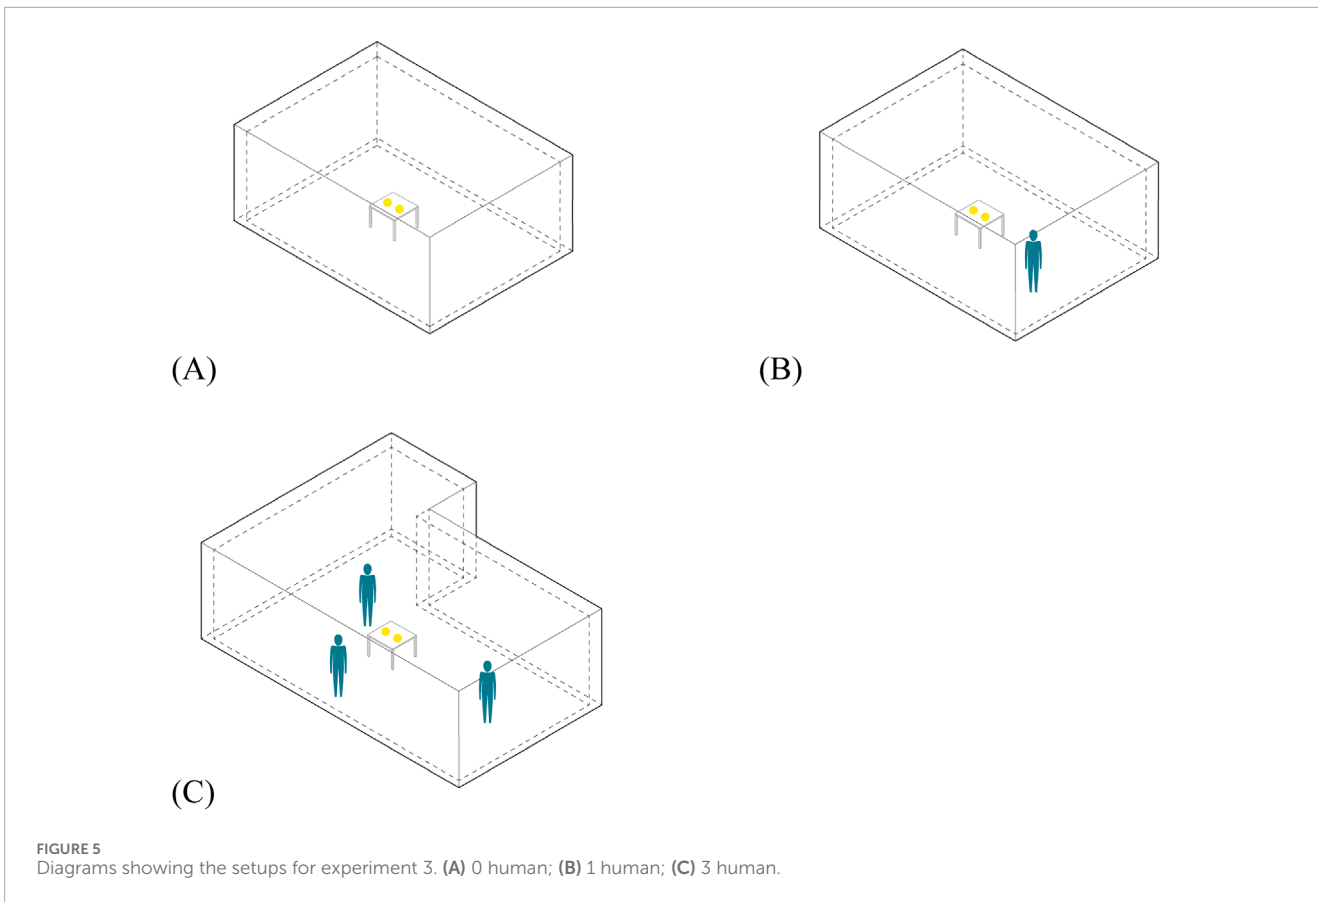 (A)
(B)
(C)
FIGURE 5
Diagrams showing the setups for experiment 3. (A) 0 human; (B) 1 human; (C) 3 human.